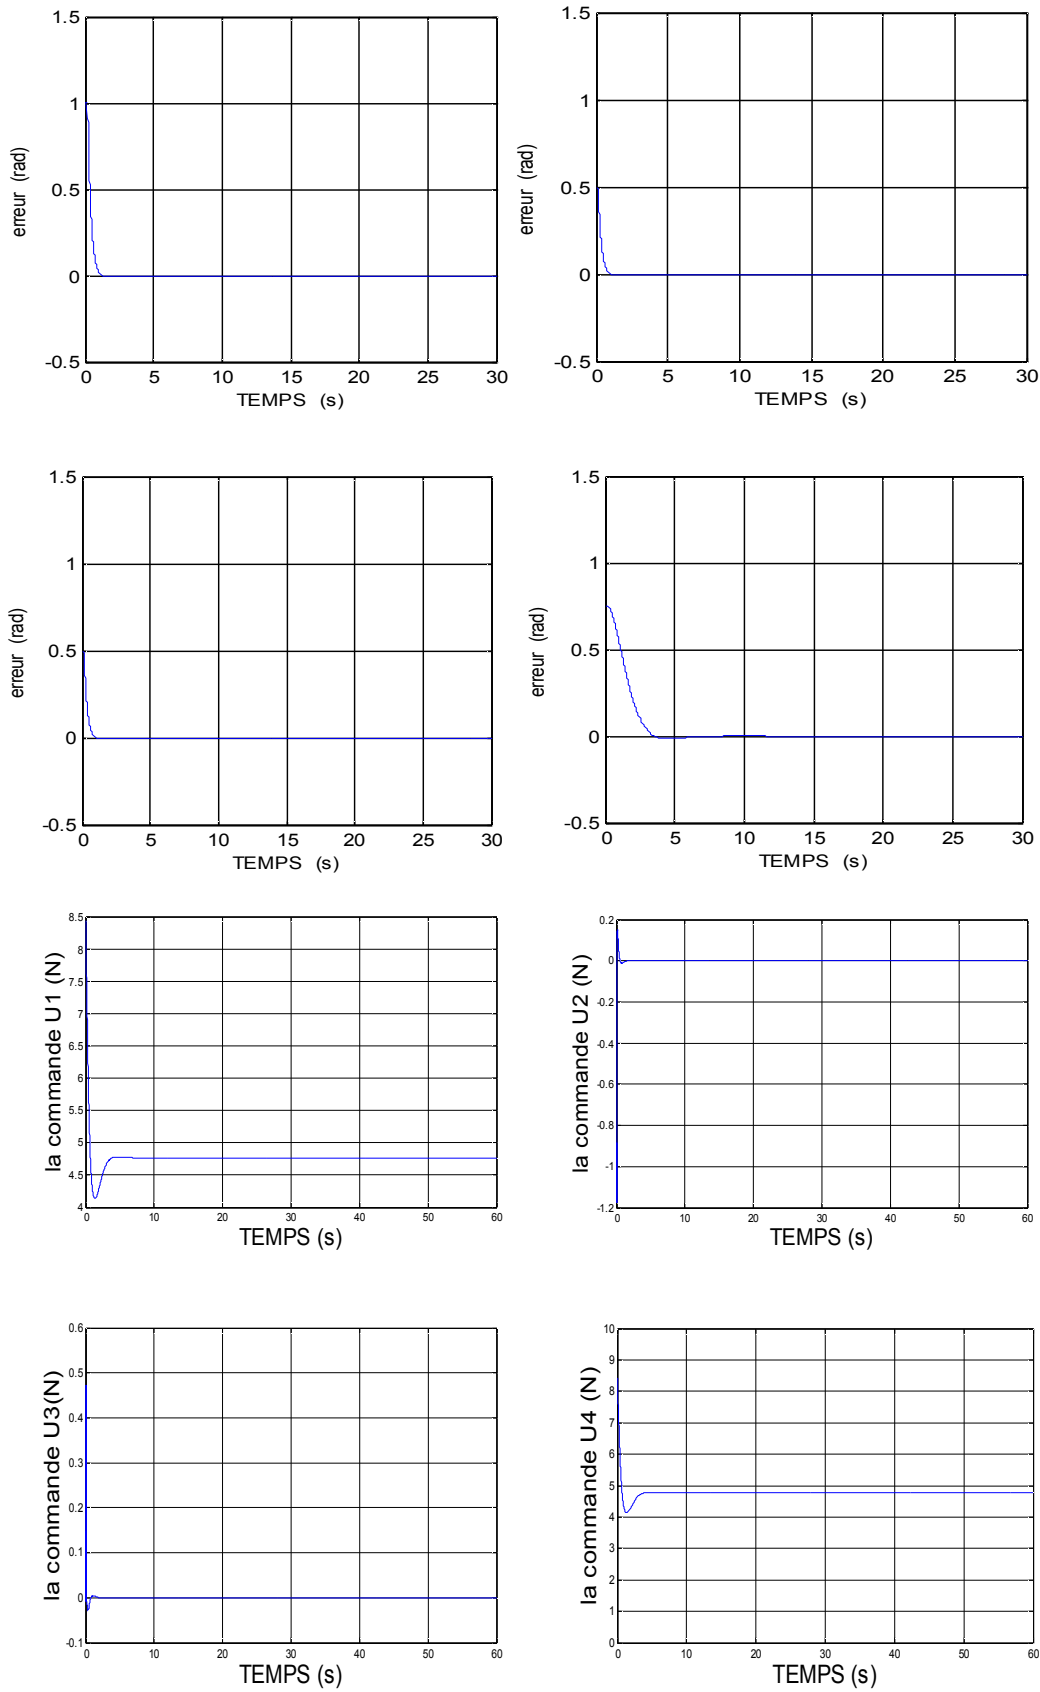 1.5
1
0.5
0
-0.5
erreur (rad)
0 5 10 15 20 25 30
TEMPS (s)
1.5
1
0.5
0
-0.5
erreur (rad)
0 5 10 15 20 25 30
TEMPS (s)
1.5
1
0.5
0
-0.5
erreur (rad)
0 5 10 15 20 25 30
TEMPS (s)
1.5
1
0.5
0
-0.5
erreur (rad)
0 5 10 15 20 25 30
TEMPS (s)
8.5
8
7.5
7
6.5
6
5.5
5
4.5
4
la commande U1 (N)
0 10 20 30 40 50 60
TEMPS (s)
0.2
0
-0.2
-0.4
-0.6
-0.8
-1
-1.2
la commande U2 (N)
0 10 20 30 40 50 60
TEMPS (s)
0.6
0.5
0.4
0.3
0.2
0.1
0
-0.1
la commande U3(N)
0 10 20 30 40 50 60
TEMPS (s)
10
9
8
7
6
5
4
3
2
1
0
la commande U4 (N)
0 10 20 30 40 50 60
TEMPS (s)